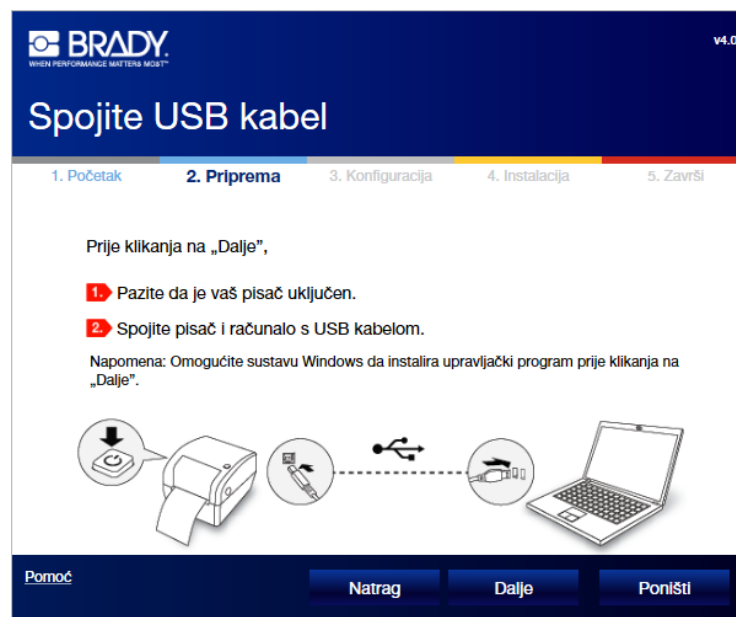 BRADY.
WHEN PERFORMANCE MATTERS MOST™
v4.0
Spojite USB kabel
1. Početak 2. Priprema 3. Konfiguracija 4. Instalacija 5. Završi
Prije klikanja na „Dalje”,
1. Pazite da je vaš pisač uključen.
2. Spojite pisač i računalo s USB kabelom.
Napomena: Omogućite sustavu Windows da instalira upravljački program prije klikanja na
„Dalje”.
Pomoć
Natrag Dalje Poništi